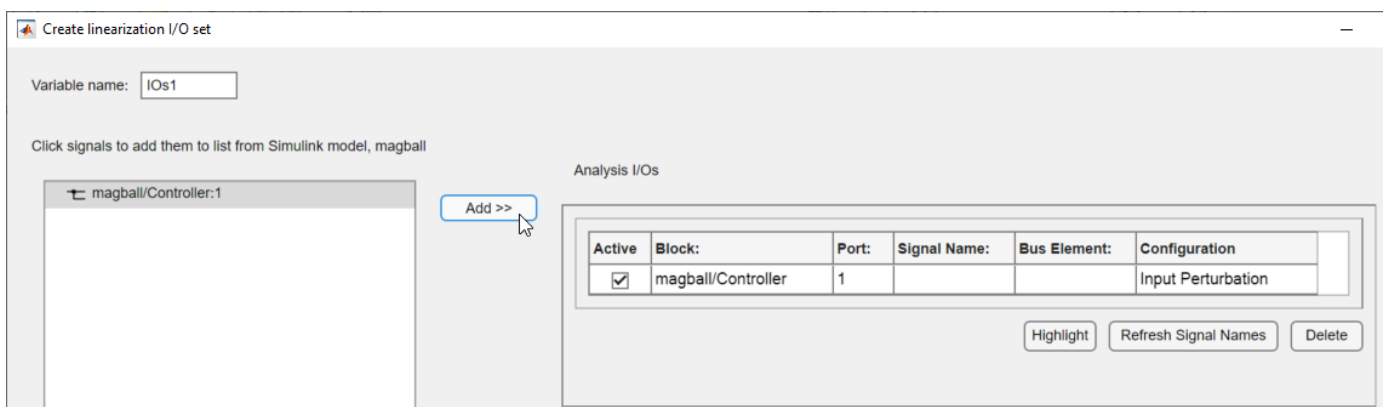 Create linearization I/O set
Variable name: IOs1
Click signals to add them to list from Simulink model, magball
magball/Controller:1
Add >>
Analysis I/Os
Active Block: Port: Signal Name: Bus Element: Configuration
magball/Controller 1 Input Perturbation
Highlight Refresh Signal Names Delete